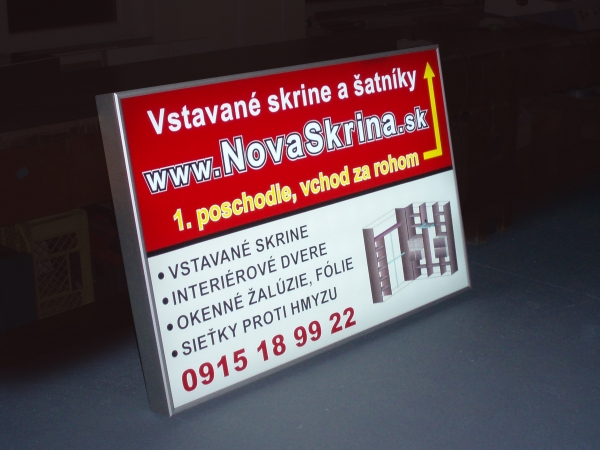 Vstavané skrine a šatníky
www.NovaSkrina.sk
1. poschodie, vchod za rohom
• VSTAVANÉ SKRINE
• INTERIÉROVÉ DVERE
• OKENNÉ ŽALÚZIE, FÓLIE
• SIEŤKY PROTI HMYZU
0915 18 99 22